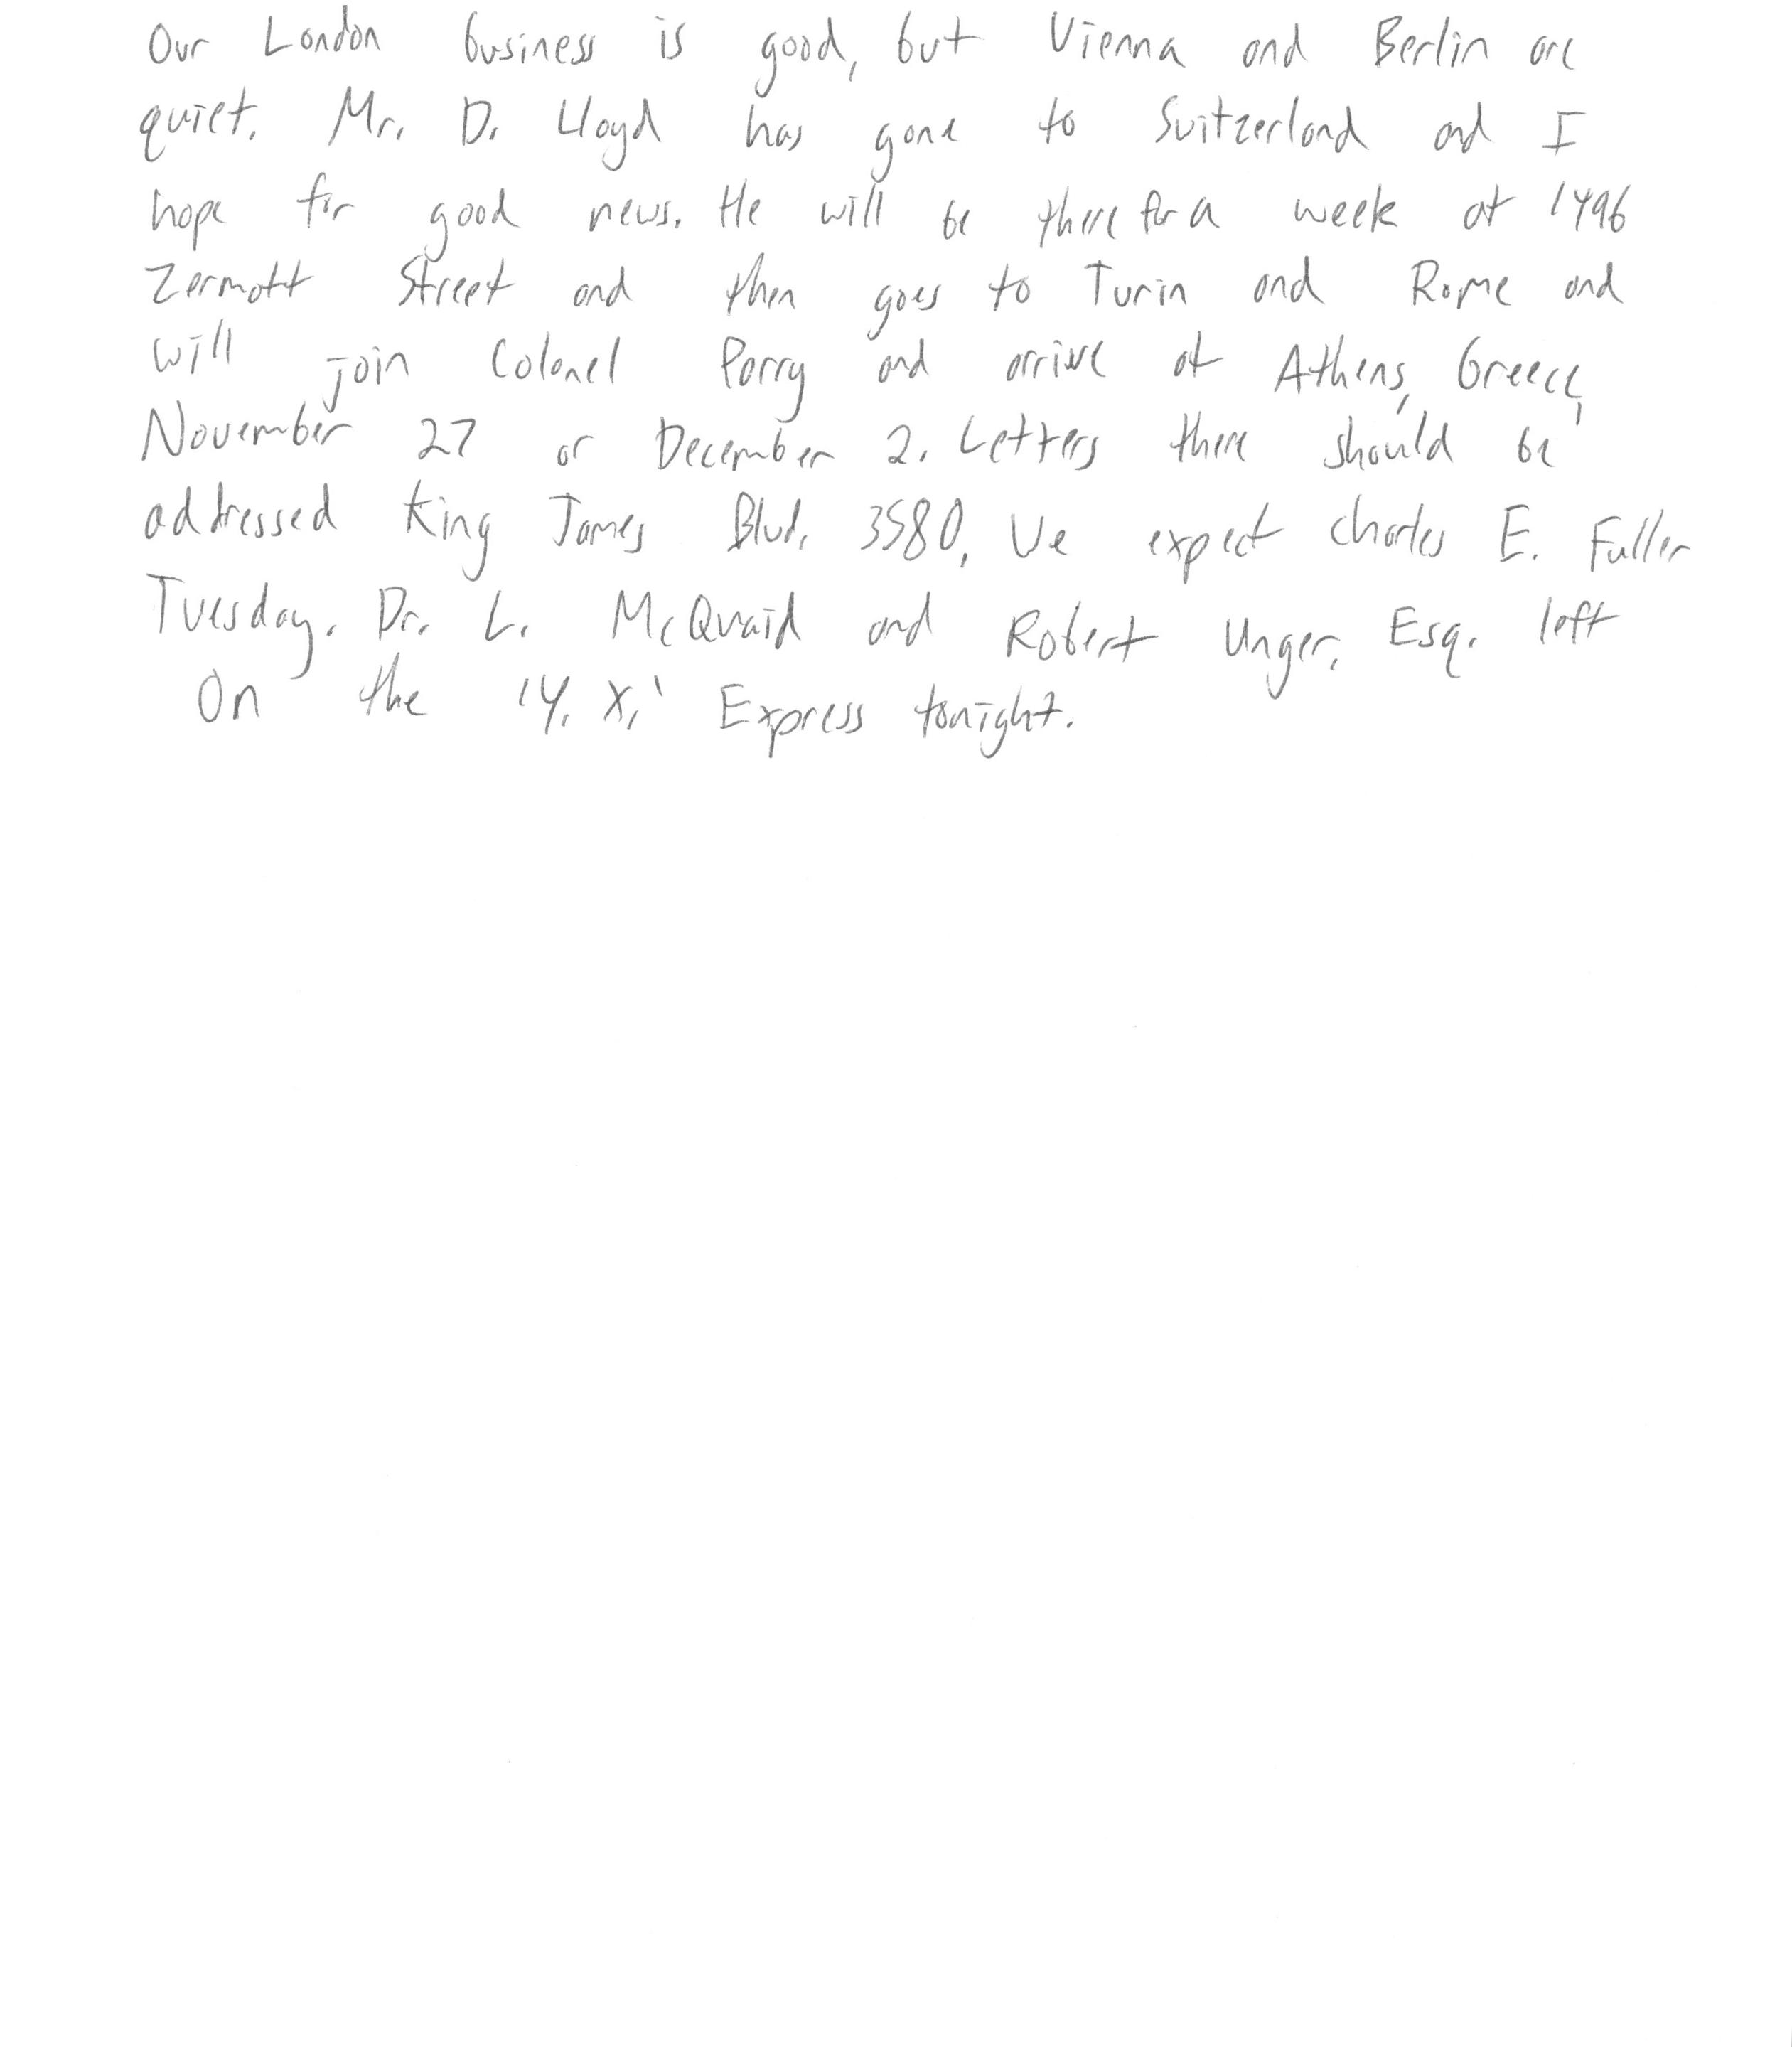 Our London business is good, but Vienna and Berlin are
quiet. Mr. D. Lloyd has gone to Switzerland and I
hope for good news. He will be there for a week at 1496
Zermott Street and then goes to Turin and Rome and
will join Colonel Parry and arrive at Athens, Greece,
November 27 or December 2. Letters there should be
addressed King James Blvd. 3580. We expect Charles E. Fuller
Tuesday. Dr. L. McQuaid and Robert Unger, Esq. left
On the 'Y. X.' Express tonight.